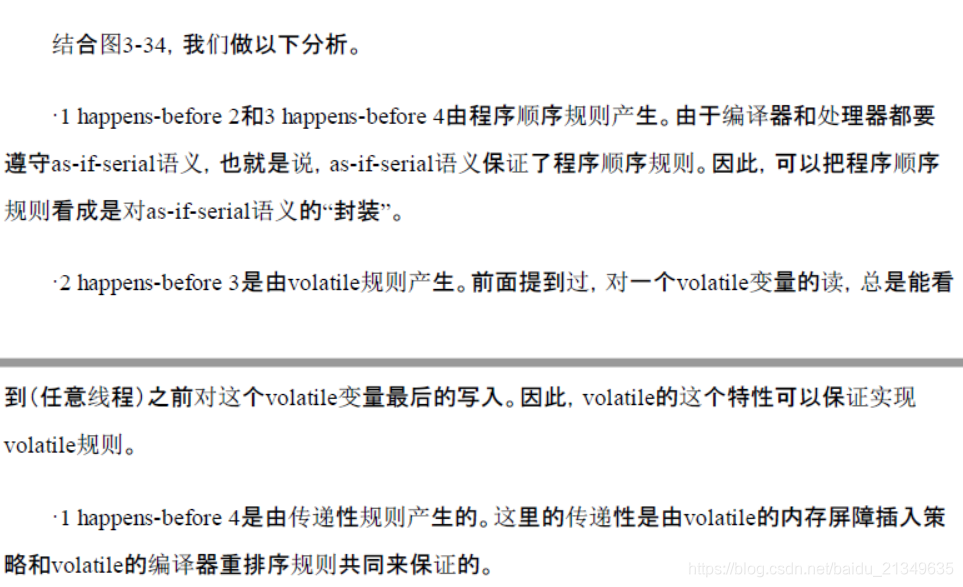 结合图3-34，我们做以下分析。
·1 happens-before 2和3 happens-before 4由程序顺序规则产生。由于编译器和处理器都要
遵守as-if-serial语义，也就是说，as-if-serial语义保证了程序顺序规则。因此，可以把程序顺序
规则看成是对as-if-serial语义的“封装”。
·2 happens-before 3是由volatile规则产生。前面提到过，对一个volatile变量的读，总是能看
到（任意线程）之前对这个volatile变量最后的写入。因此，volatile的这个特性可以保证实现
volatile规则。
·1 happens-before 4是由传递性规则产生的。这里的传递性是由volatile的内存屏障插入策
略和volatile的编译器重排序规则共同来保证的。
https://blog.csdn.net/baidu_21349635